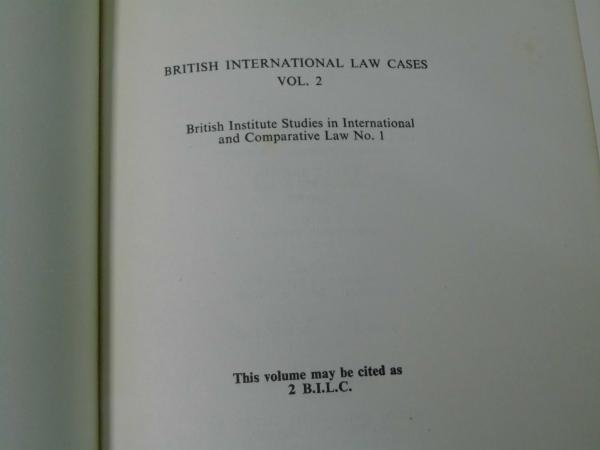 BRITISH INTERNATIONAL LAW CASES
VOL. 2
British Institute Studies in International
and Comparative Law No. 1
This volume may be cited as
2 B.I.L.C.